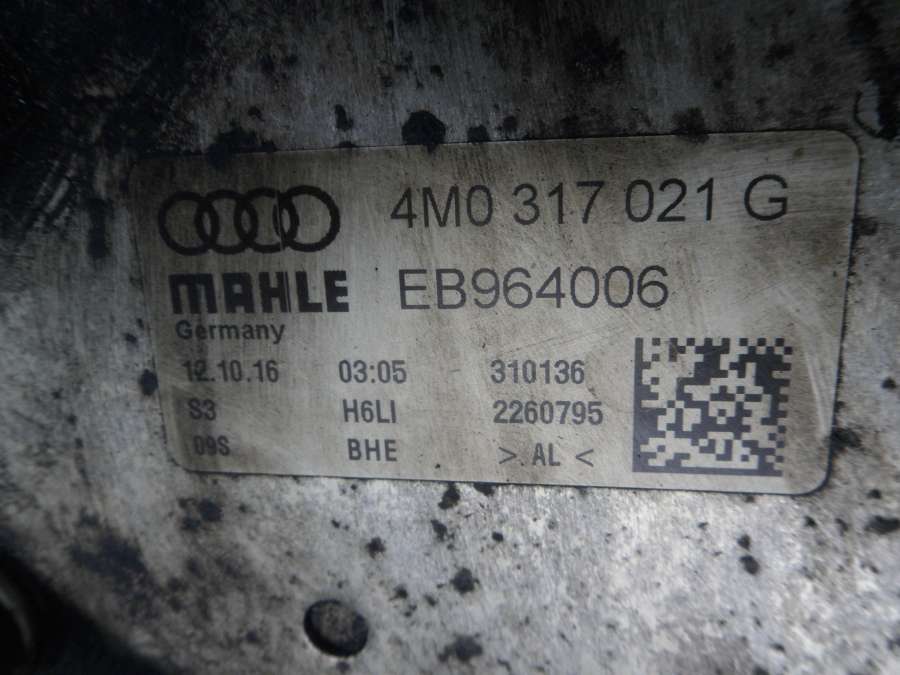 4M0 317 021 G
MAHLE EB964006
Germany
12.10.16 03:05 310136
S3 H6LI 2260795
09S BHE > AL <